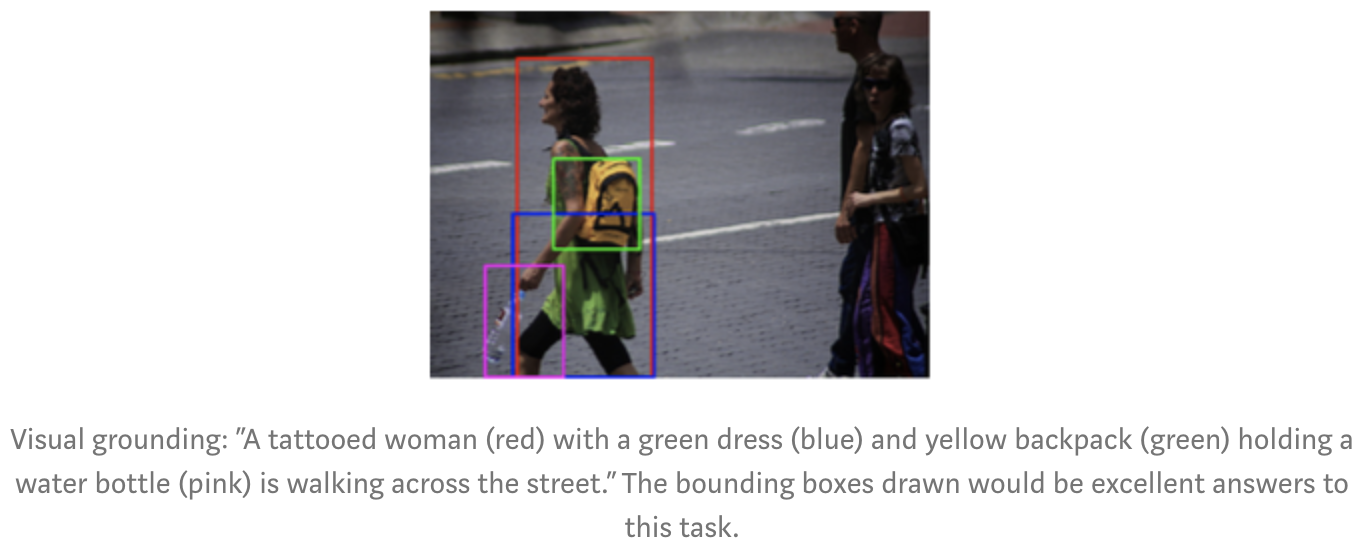 Visual grounding: "A tattooed woman (red) with a green dress (blue) and yellow backpack (green) holding a
water bottle (pink) is walking across the street." The bounding boxes drawn would be excellent answers to
this task.